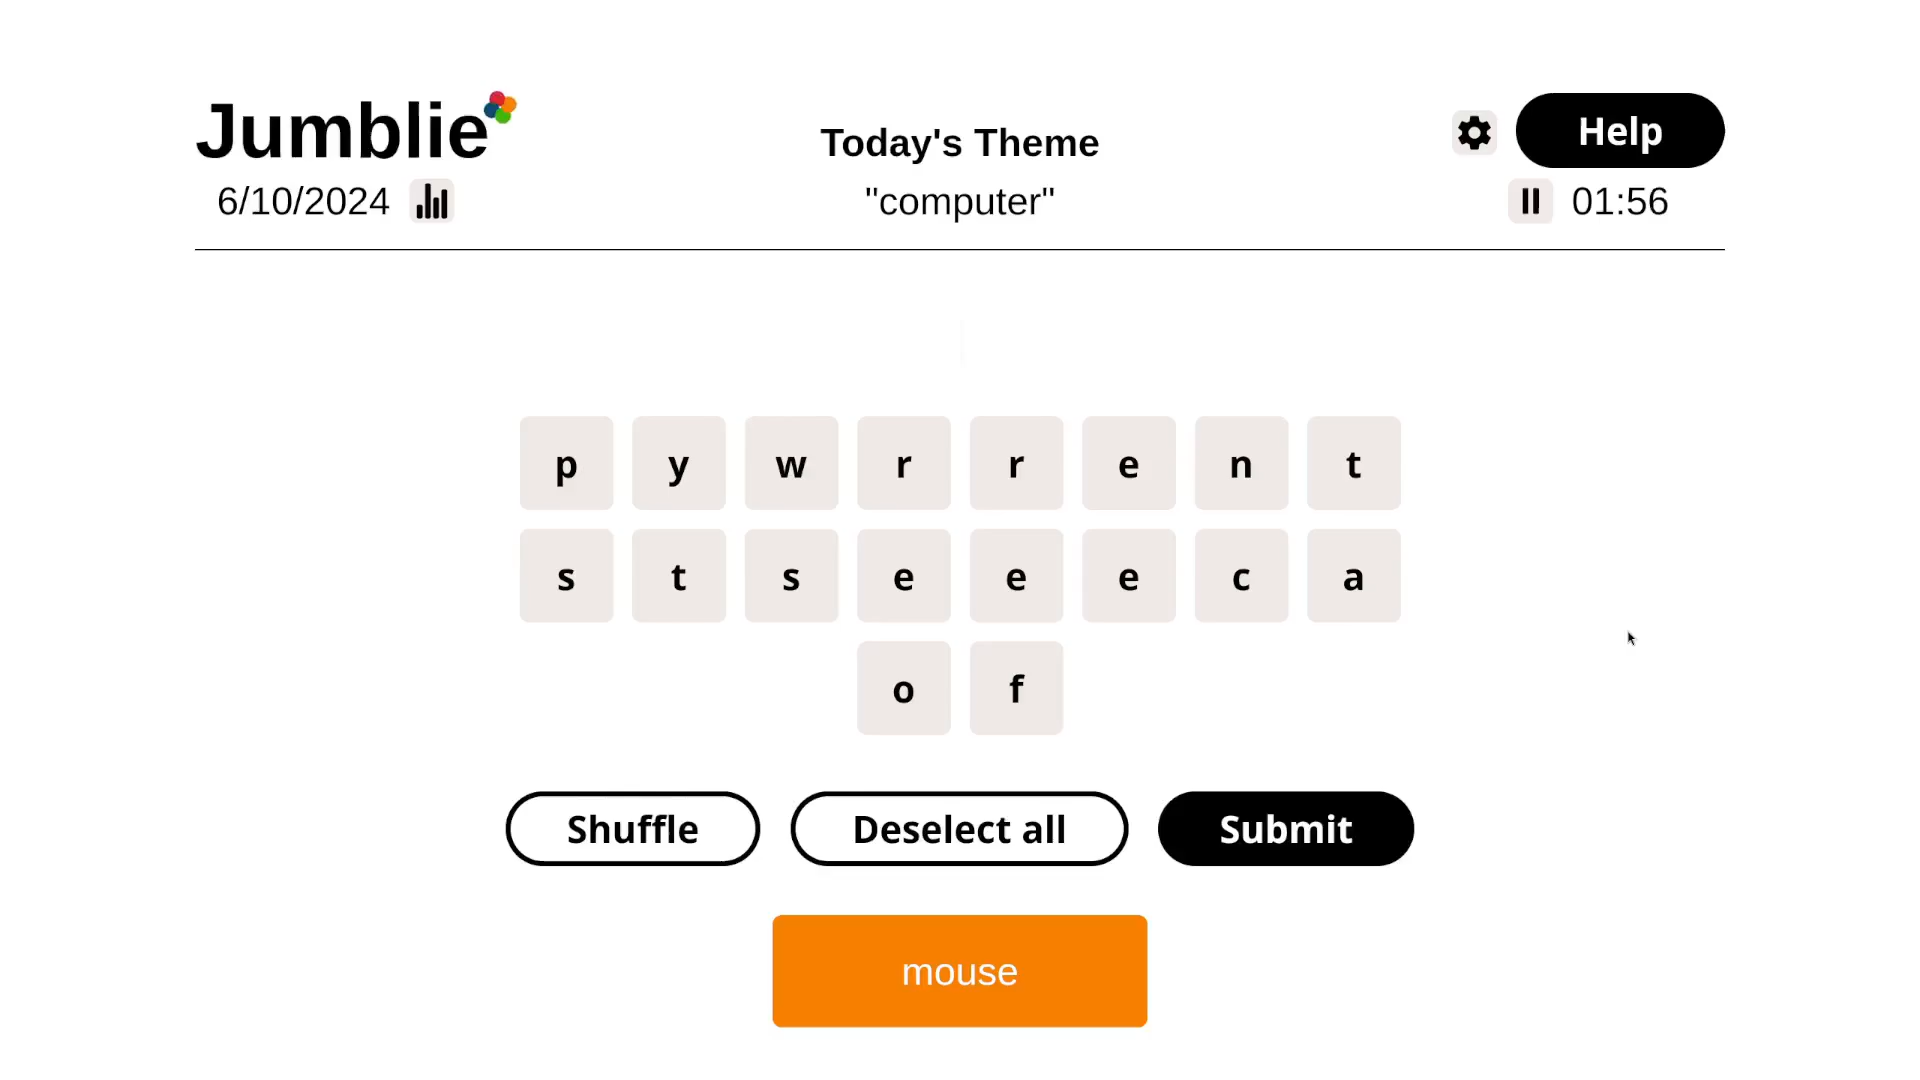 Jumblie
6/10/2024
Today's Theme
"computer"
Help
01:56
p y w r r e n t
s t s e e e c a
o f
Shuffle
Deselect all
Submit
mouse